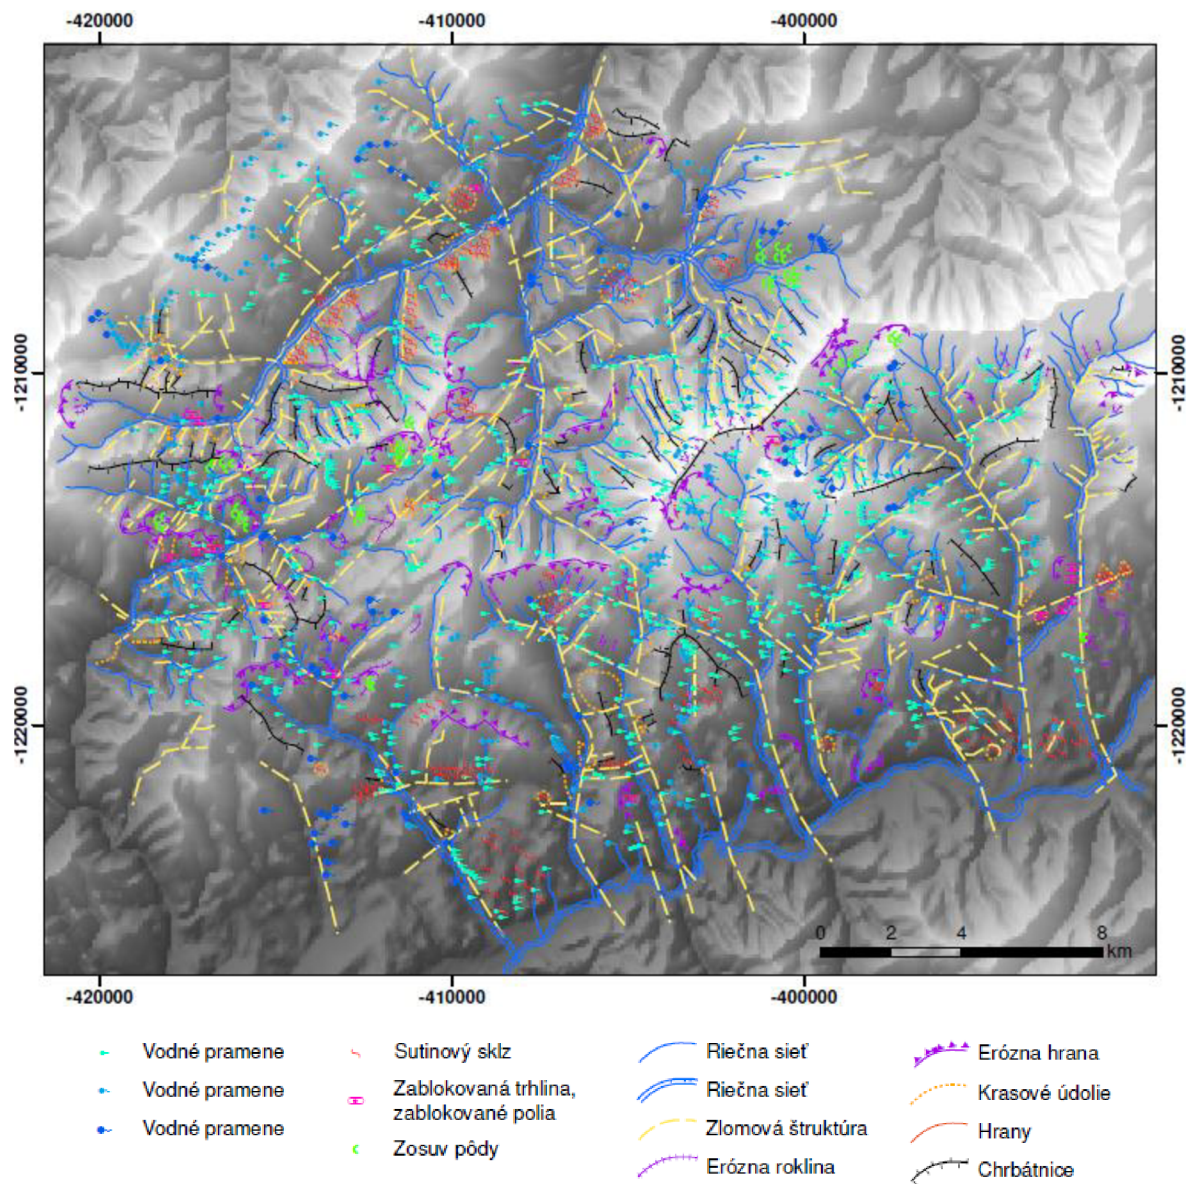 -420000 -410000 -400000
-1210000 -1210000
-1220000 -1220000
0 2 4 8
km
-420000 -410000 -400000
Vodné pramene
Vodné pramene
Vodné pramene
Sutinový sklz
Zablokovaná trhlina,
zablokované polia
Zosuv pôdy
Riečna sieť
Riečna sieť
Zlomová štruktúra
Erózna roklina
Erózna hrana
Krasové údolie
Hrany
Chrbátnice